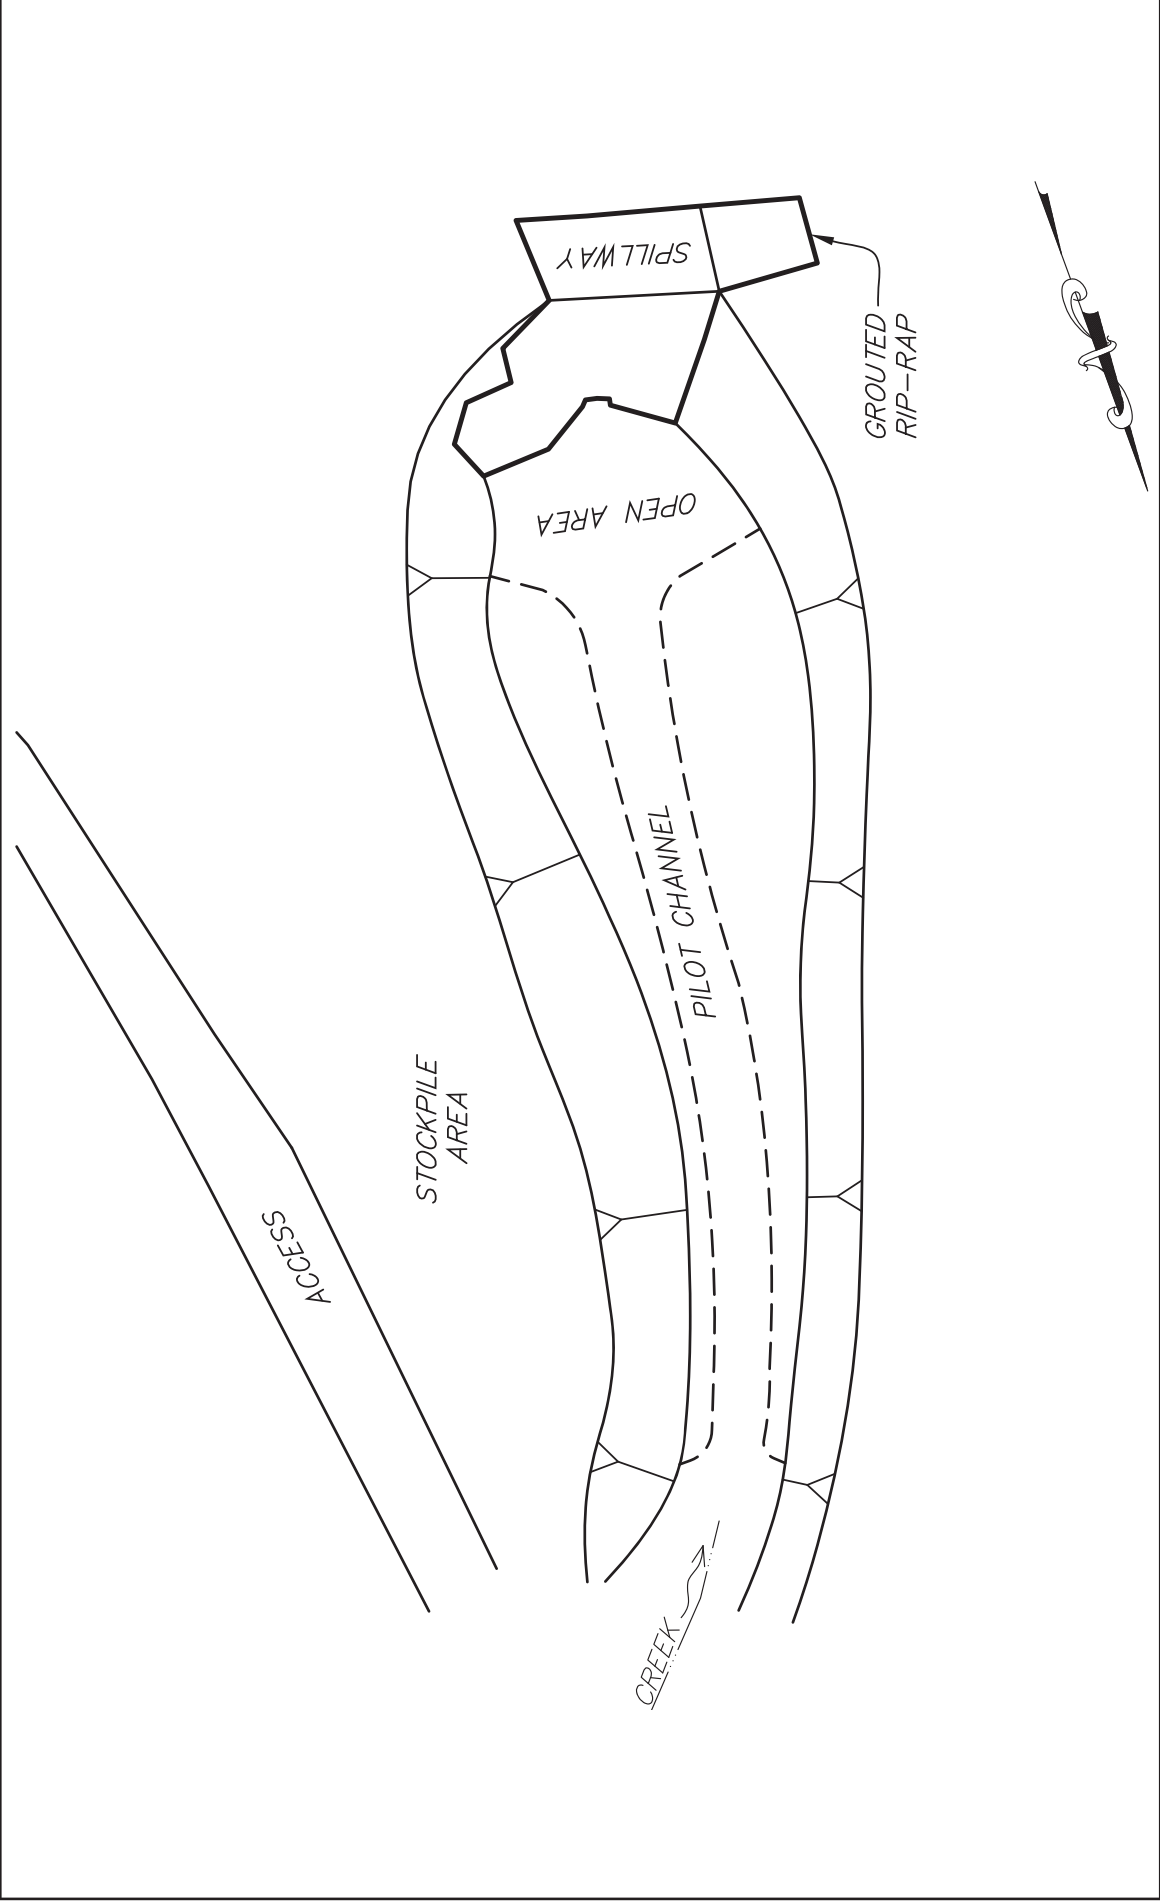 SPILLWAY
GROUTED
RIP-RAP
OPEN AREA
PILOT CHANNEL
STOCKPILE
AREA
ACCESS
CREEK